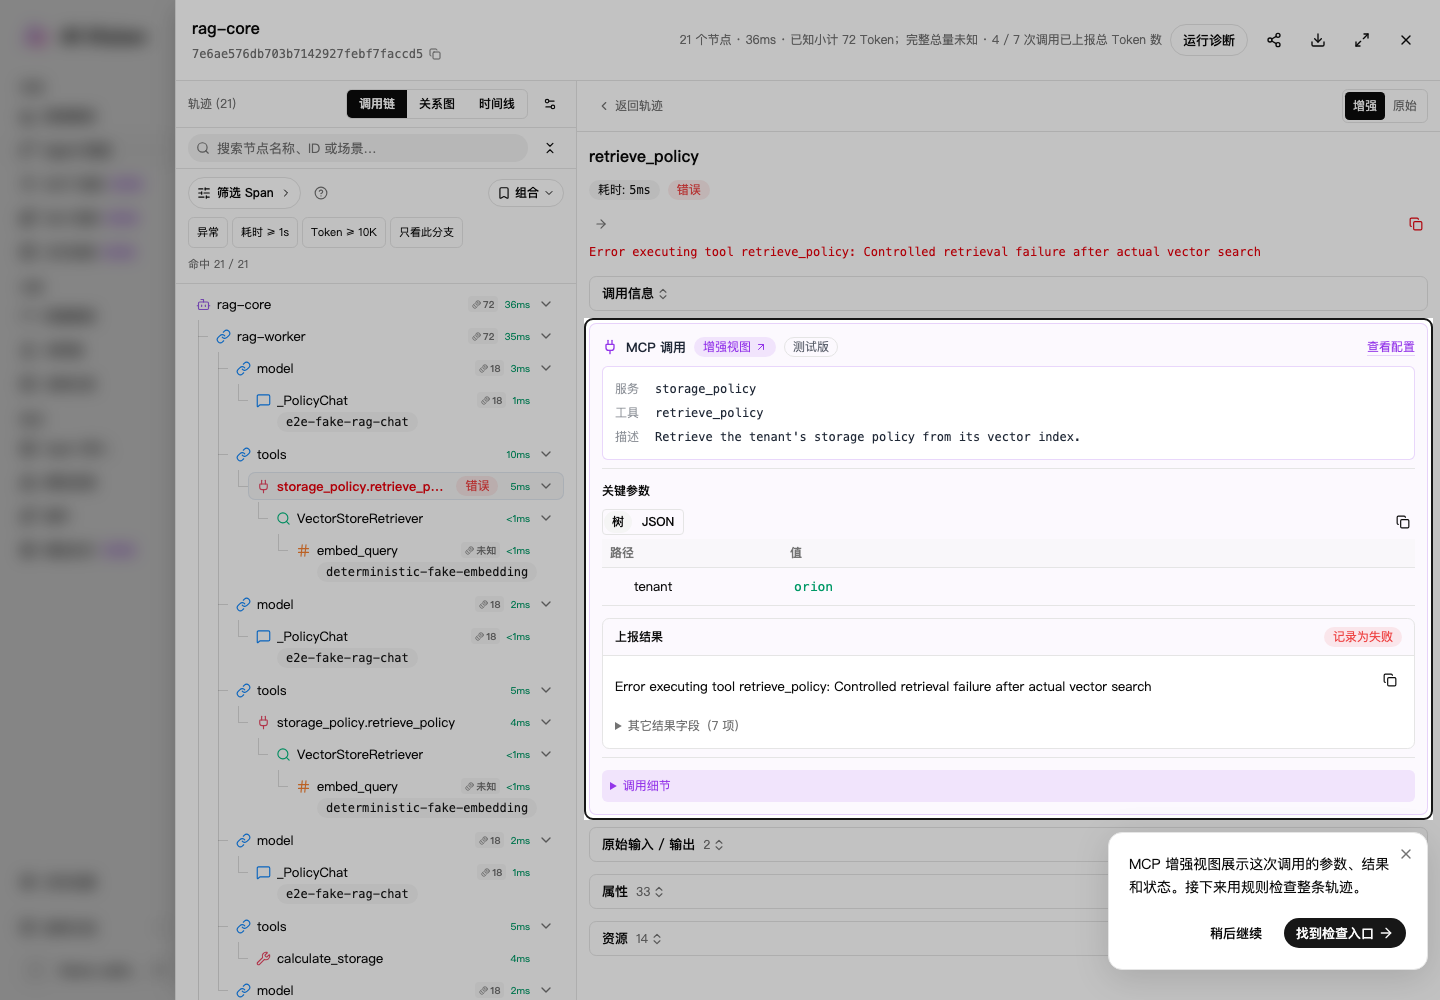 rag-core
7e6ae576db703b7142927febf7faccd5
21 个节点 · 36ms · 已知小计 72 Token；完整总量未知 · 4 / 7 次调用已上报总 Token 数
运行诊断
轨迹 (21)
调用链 关系图 时间线
搜索节点名称、ID 或场景...
筛选 Span
组合
异常 耗时 ≥ 1s Token ≥ 10K 只看此分支
命中 21 / 21
rag-core 72 36ms
rag-worker 72 35ms
model 18 3ms
_PolicyChat 18 1ms
e2e-fake-rag-chat
tools 10ms
storage_policy.retrieve_p... 错误 5ms
VectorStoreRetriever <1ms
embed_query 未知 <1ms
deterministic-fake-embedding
model 18 2ms
_PolicyChat 18 <1ms
e2e-fake-rag-chat
tools 5ms
storage_policy.retrieve_policy 4ms
VectorStoreRetriever <1ms
embed_query 未知 <1ms
deterministic-fake-embedding
model 18 2ms
_PolicyChat 18 1ms
e2e-fake-rag-chat
tools 5ms
calculate_storage 4ms
model 18 2ms
返回轨迹
增强 原始
retrieve_policy
耗时: 5ms 错误
Error executing tool retrieve_policy: Controlled retrieval failure after actual vector search
调用信息
MCP 调用 增强视图 测试版 查看配置
服务 storage_policy
工具 retrieve_policy
描述 Retrieve the tenant's storage policy from its vector index.
关键参数
树 JSON
路径 值
tenant orion
上报结果 记录为失败
Error executing tool retrieve_policy: Controlled retrieval failure after actual vector search
其它结果字段（7 项）
调用细节
原始输入 / 输出 2
属性 33
资源 14
MCP 增强视图展示这次调用的参数、结果
和状态。接下来用规则检查整条轨迹。
稍后继续 找到检查入口